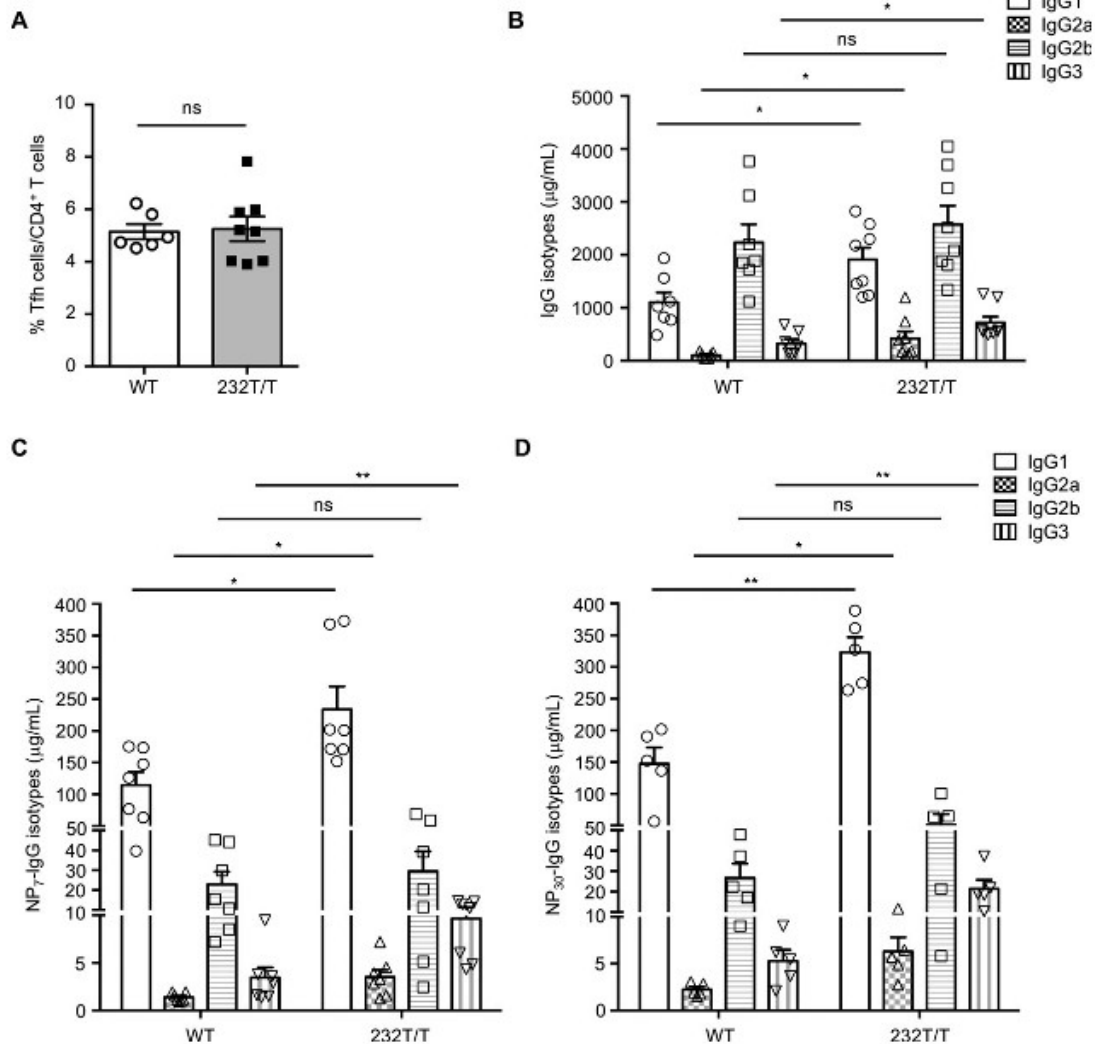 A
ns
% Tfh cells/CD4⁺ T cells
10
8
6
4
2
0
WT
232T/T
B
*
ns
*
*
IgG1
IgG2a
IgG2b
IgG3
IgG isotypes (μg/mL)
5000
4000
3000
2000
1000
0
WT
232T/T
C
**
ns
*
*
NP₇-IgG isotypes (μg/mL)
400
350
300
250
200
150
100
50
40
30
20
10
5
0
WT
232T/T
D
**
ns
*
**
IgG1
IgG2a
IgG2b
IgG3
NP₃₀-IgG isotypes (μg/mL)
400
350
300
250
200
150
100
50
40
30
20
10
5
0
WT
232T/T